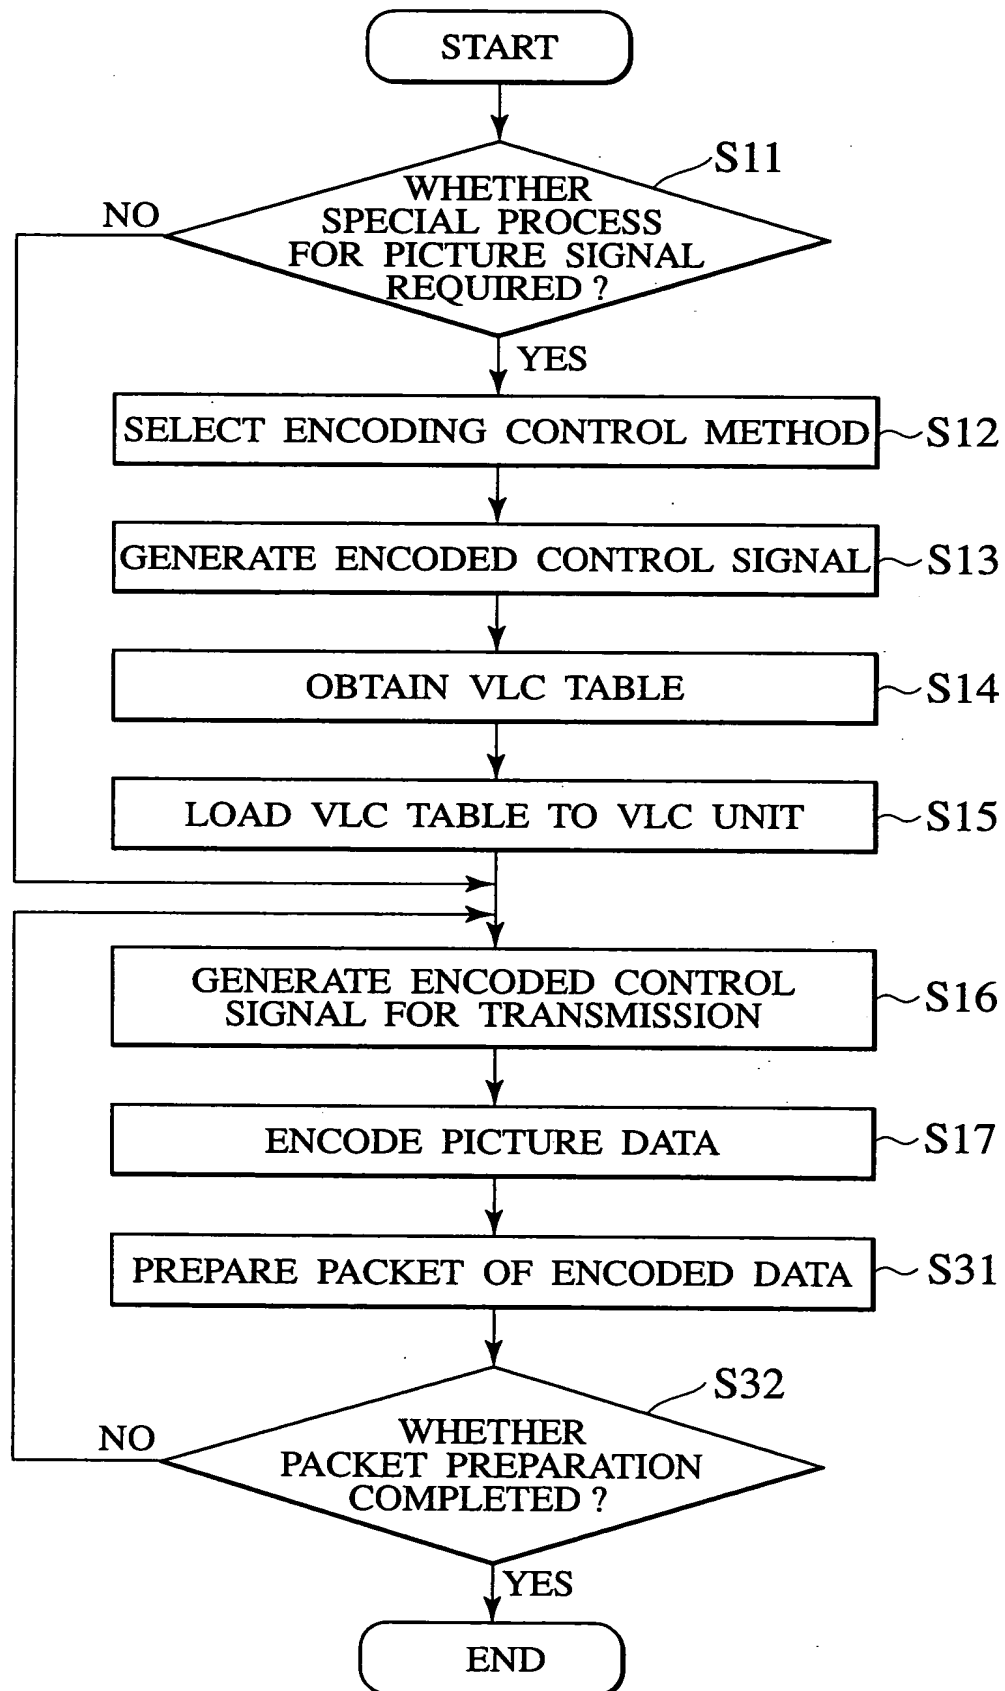 START
S11
WHETHER
SPECIAL PROCESS
FOR PICTURE SIGNAL
REQUIRED ?
NO
YES
SELECT ENCODING CONTROL METHOD
S12
GENERATE ENCODED CONTROL SIGNAL
S13
OBTAIN VLC TABLE
S14
LOAD VLC TABLE TO VLC UNIT
S15
GENERATE ENCODED CONTROL
SIGNAL FOR TRANSMISSION
S16
ENCODE PICTURE DATA
S17
PREPARE PACKET OF ENCODED DATA
S31
S32
WHETHER
PACKET PREPARATION
COMPLETED ?
NO
YES
END